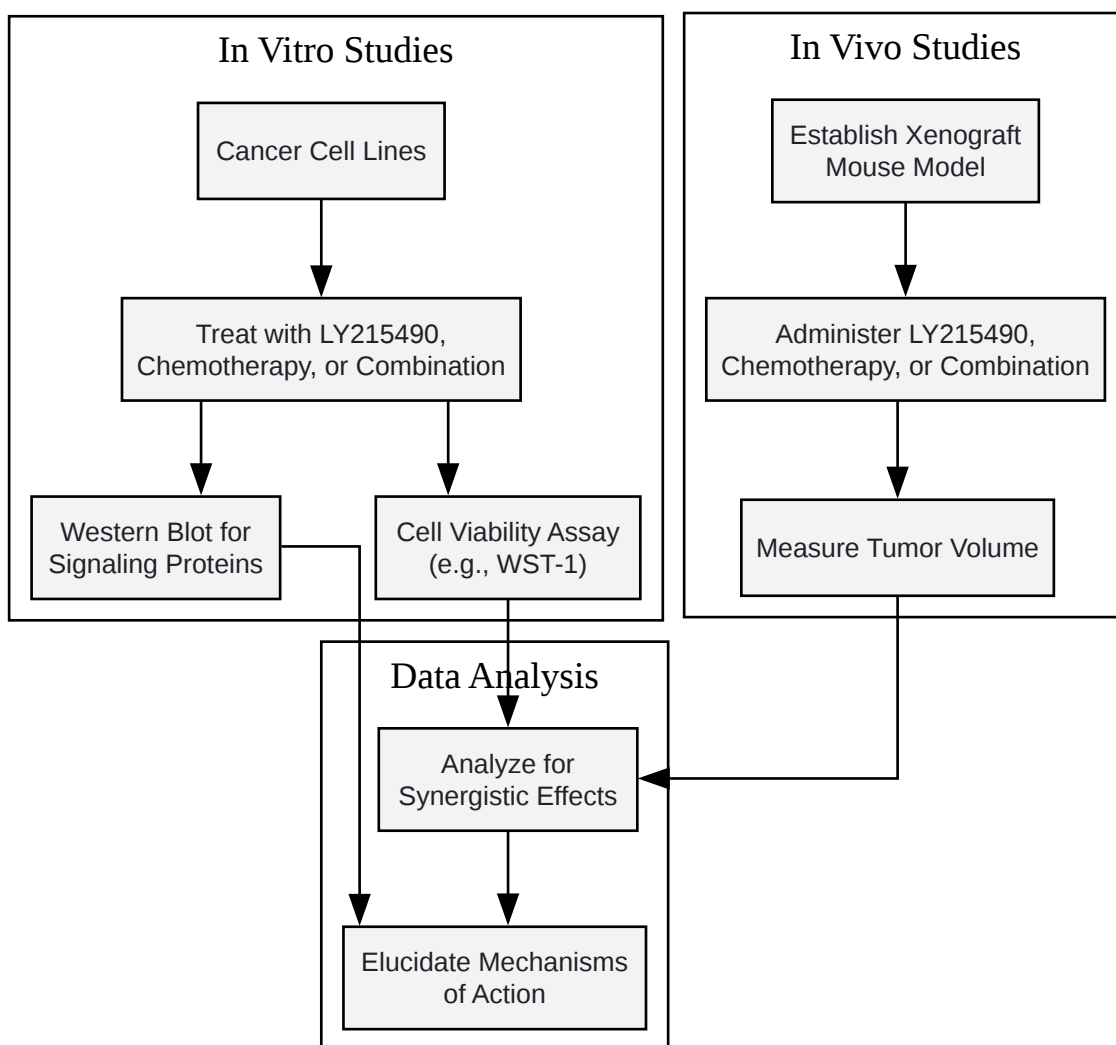 In Vitro Studies
Cancer Cell Lines
Treat with LY215490,
Chemotherapy, or Combination
Western Blot for
Signaling Proteins
Cell Viability Assay
(e.g., WST-1)
In Vivo Studies
Establish Xenograft
Mouse Model
Administer LY215490,
Chemotherapy, or Combination
Measure Tumor Volume
Data Analysis
Analyze for
Synergistic Effects
Elucidate Mechanisms
of Action